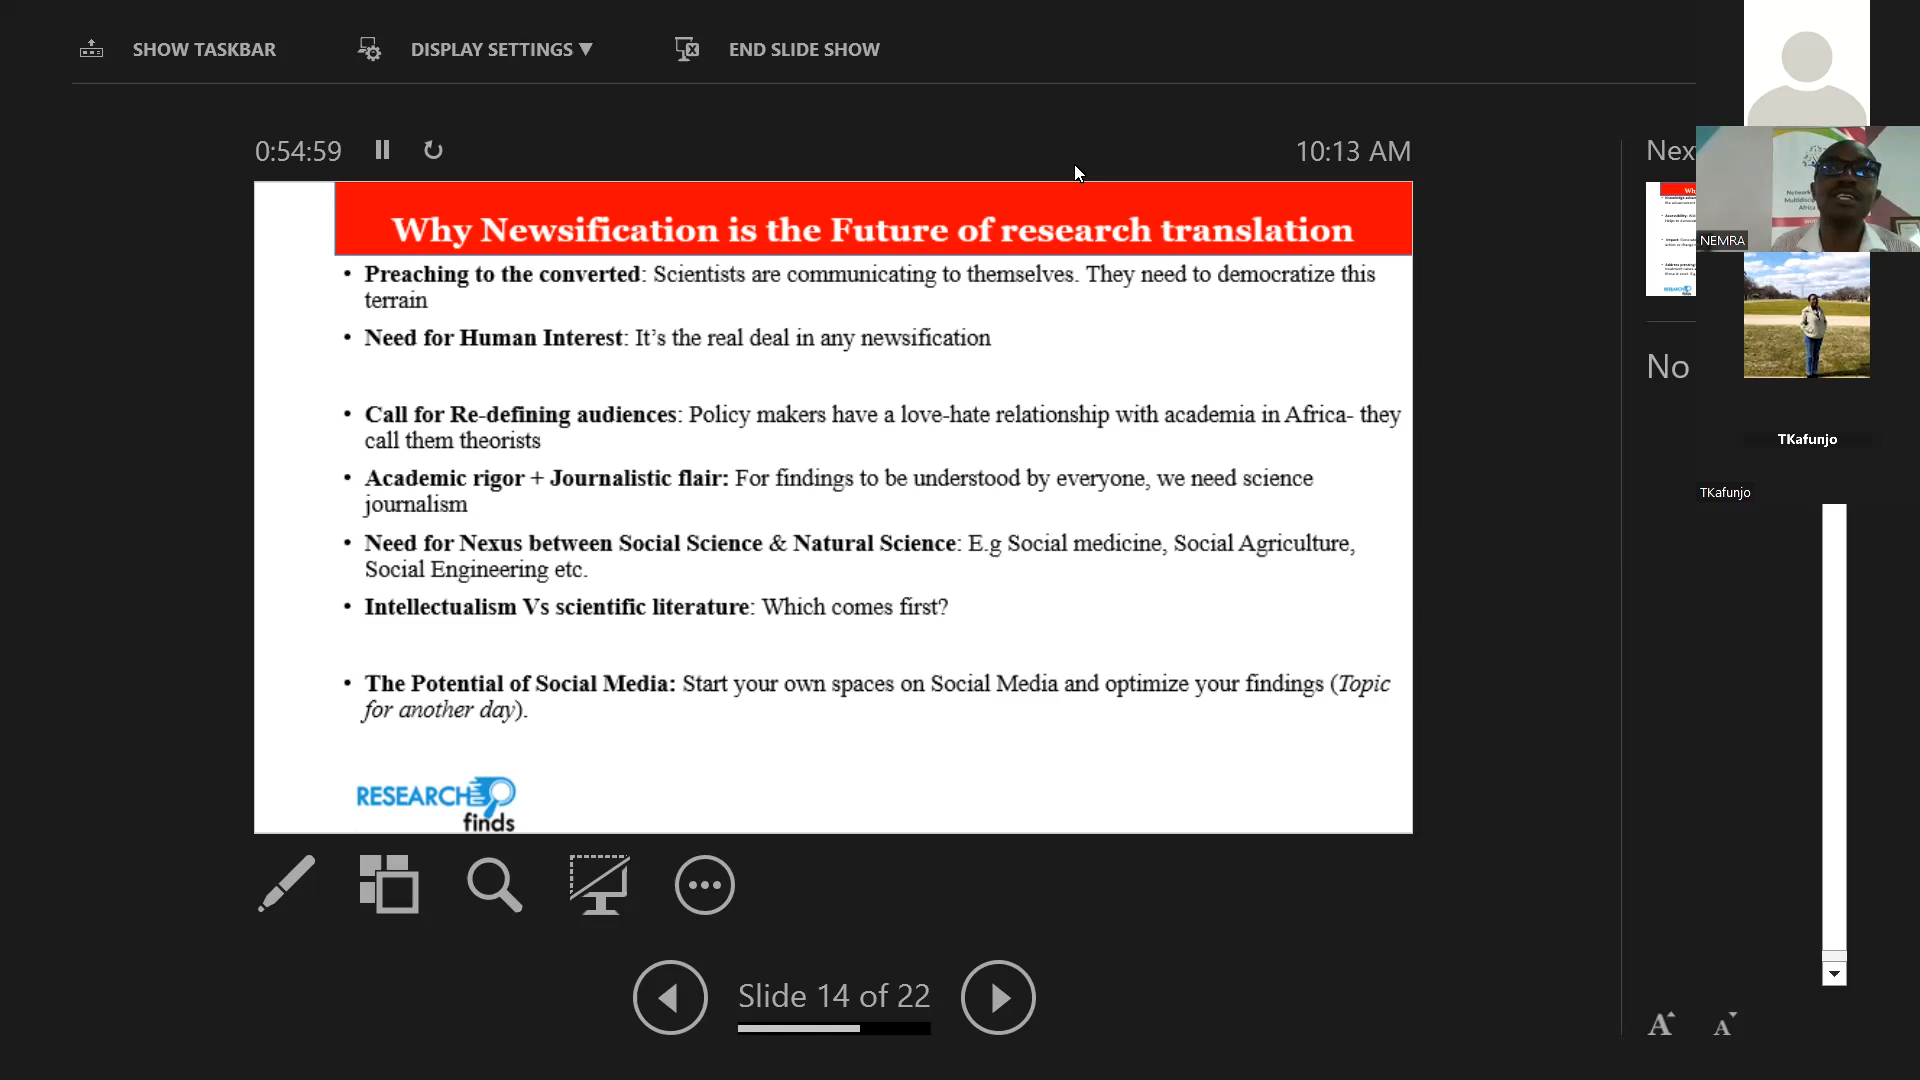 SHOW TASKBAR
DISPLAY SETTINGS ▼
END SLIDE SHOW
0:54:59
10:13 AM
Nex
Why Newsification is the Future of research translation
• Preaching to the converted: Scientists are communicating to themselves. They need to democratize this
terrain
• Need for Human Interest: It’s the real deal in any newsification
• Call for Re-defining audiences: Policy makers have a love-hate relationship with academia in Africa- they
call them theorists
• Academic rigor + Journalistic flair: For findings to be understood by everyone, we need science
journalism
• Need for Nexus between Social Science & Natural Science: E.g Social medicine, Social Agriculture,
Social Engineering etc.
• Intellectualism Vs scientific literature: Which comes first?
• The Potential of Social Media: Start your own spaces on Social Media and optimize your findings (Topic
for another day).
RESEARCH
finds
Slide 14 of 22
NEMRA
No
TKafunjo
TKafunjo
A
A